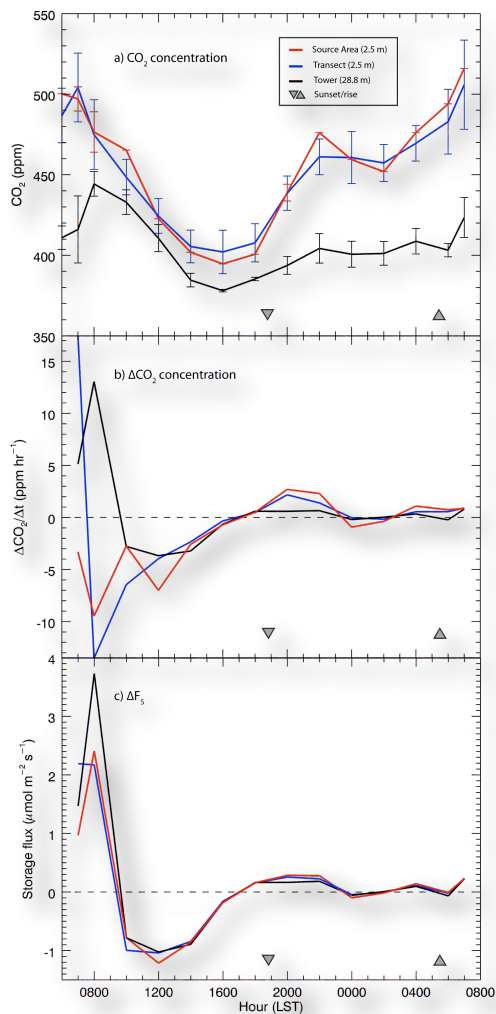 550
a) CO₂ concentration
Source Area (2.5 m)
Transect (2.5 m)
Tower (28.8 m)
Sunset/rise
500
CO₂ (ppm)
450
400
350
b) ΔCO₂ concentration
15
10
5
ΔCO₂/Δt (ppm hr⁻¹)
0
-5
-10
4
c) ΔF₅
3
2
Storage flux (μmol m⁻² s⁻¹)
1
0
-1
0800 1200 1600 2000 0000 0400 0800
Hour (LST)